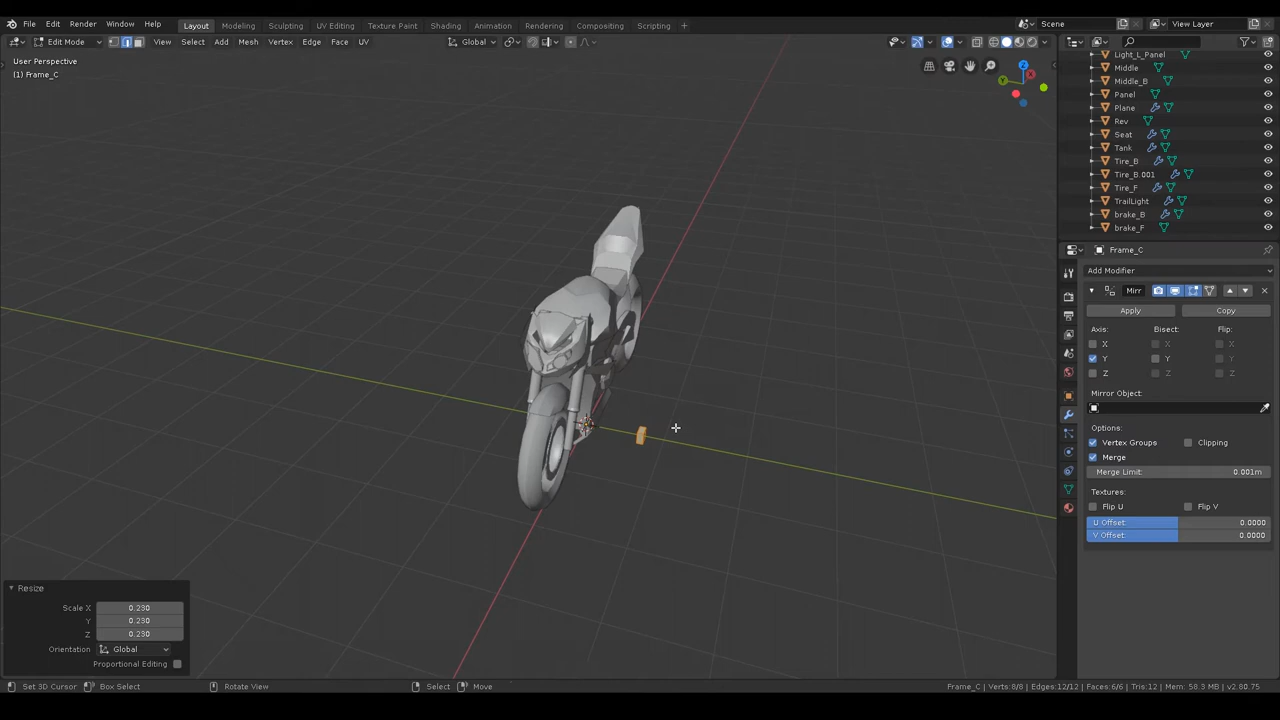 File Edit Render Window Help Layout Modeling Sculpting UV Editing Texture Paint Shading Animation Rendering Compositing Scripting + Scene View Layer
Edit Mode View Select Add Mesh Vertex Edge Face UV Global
User Perspective
(1) Frame_C
Z
X
Y
Light_L_Panel
Middle
Middle_B
Panel
Plane
Rev
Seat
Tank
Tire_B
Tire_B.001
Tire_F
TrailLight
brake_B
brake_F
Frame_C
Add Modifier
Mirr
Apply Copy
Axis: Bisect: Flip:
X X X
Y Y Y
Z Z Z
Mirror Object:
Options:
Vertex Groups Clipping
Merge
Merge Limit: 0.001m
Textures:
Flip U Flip V
U Offset: 0.0000
V Offset: 0.0000
Resize
Scale X 0.230
Y 0.230
Z 0.230
Orientation Global
Proportional Editing
Set 3D Cursor Box Select Rotate View Select Move Frame_C | Verts:8/8 | Edges:12/12 | Faces:6/6 | Tris:12 | Mem: 58.3 MB | v2.80.75